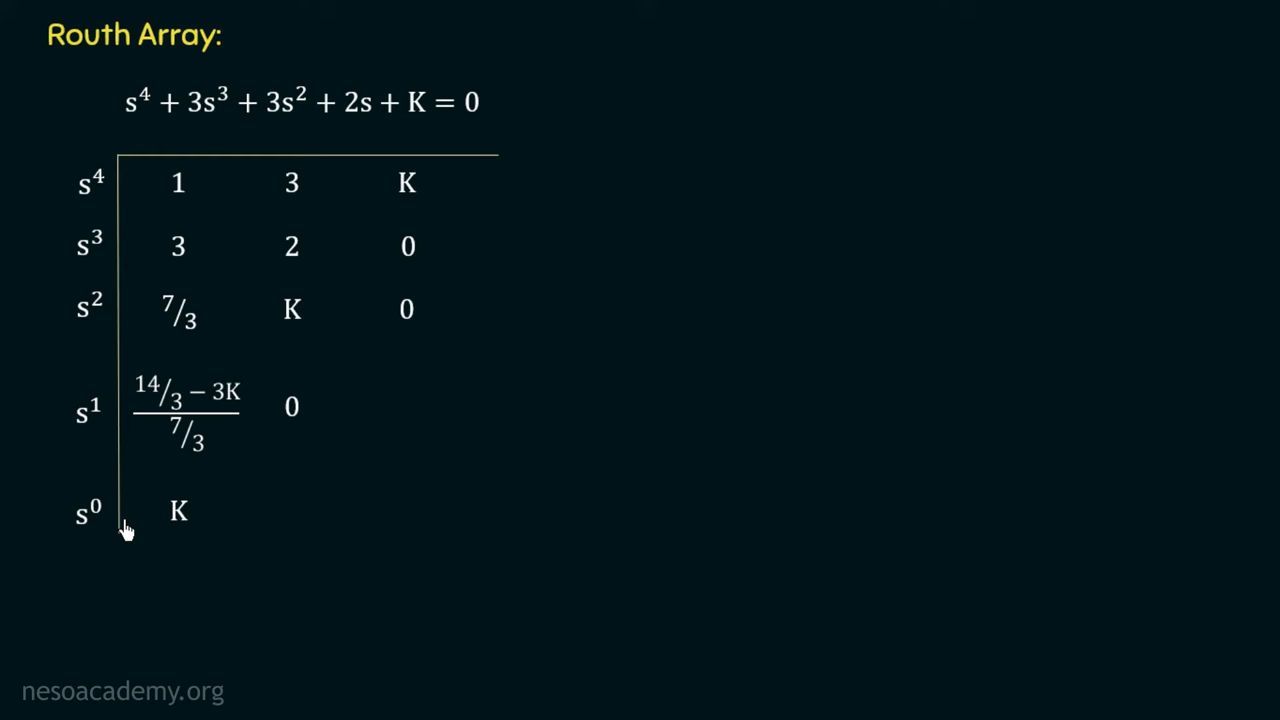 Routh Array:
s⁴ + 3s³ + 3s² + 2s + K = 0
s⁴ 1 3 K
s³ 3 2 0
s² 7/3 K 0
s¹ (14/3 − 3K)/(7/3) 0
s⁰ K
nesoacademy.org